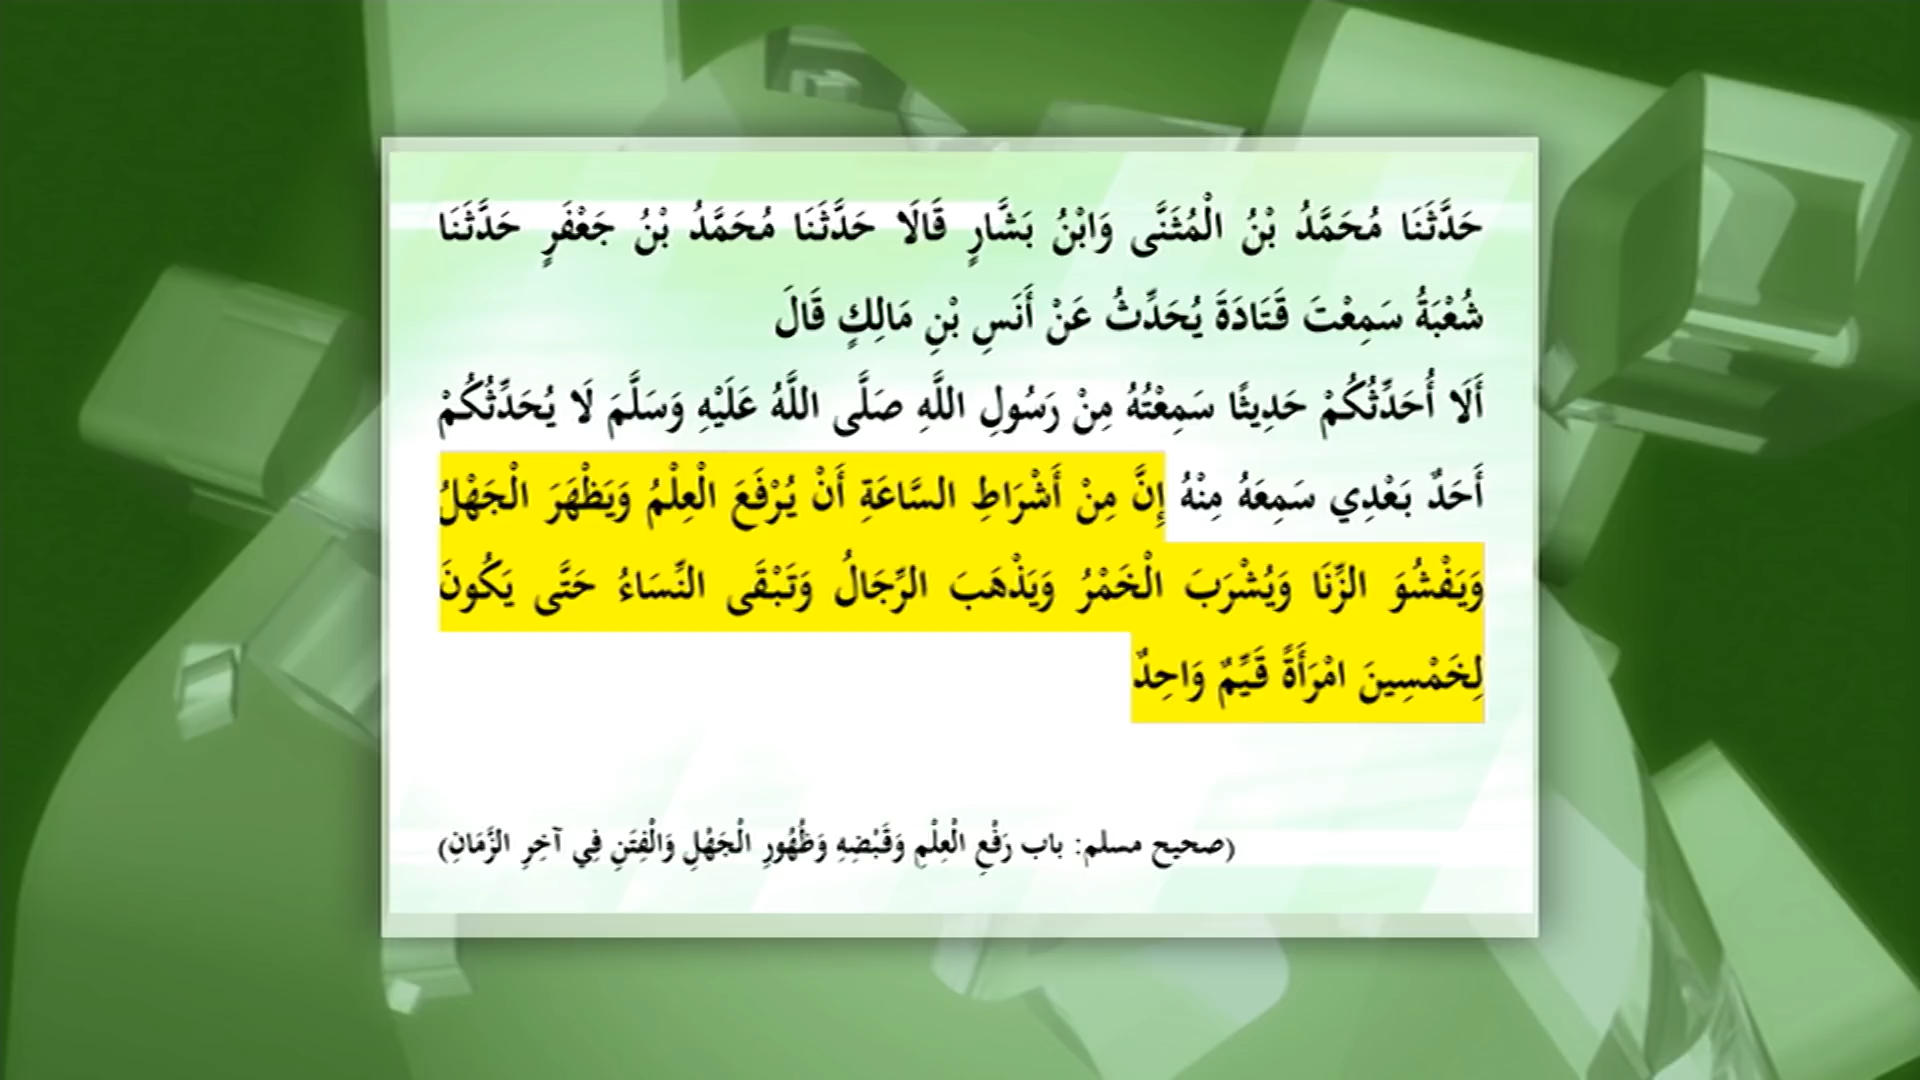 حَدَّثَنَا مُحَمَّدُ بْنُ الْمُثَنَّى وَابْنُ بَشَّارٍ قَالَا حَدَّثَنَا مُحَمَّدُ بْنُ جَعْفَرٍ حَدَّثَنَا
شُعْبَةُ سَمِعْتَ قَتَادَةَ يُحَدِّثُ عَنْ أَنَسِ بْنِ مَالِكٍ قَالَ
أَلَا أُحَدِّثُكُمْ حَدِيثًا سَمِعْتُهُ مِنْ رَسُولِ اللَّهِ صَلَّى اللَّهُ عَلَيْهِ وَسَلَّمَ لَا يُحَدِّثُكُمْ
أَحَدٌ بَعْدِي سَمِعَهُ مِنْهُ إِنَّ مِنْ أَشْرَاطِ السَّاعَةِ أَنْ يُرْفَعَ الْعِلْمُ وَيَظْهَرَ الْجَهْلُ
وَيَفْشُوَ الزِّنَا وَيُشْرَبَ الْخَمْرُ وَيَذْهَبَ الرِّجَالُ وَتَبْقَى النِّسَاءُ حَتَّى يَكُونَ
لِخَمْسِينَ امْرَأَةً قَيِّمٌ وَاحِدٌ
(صحيح مسلم: باب رَفْعِ الْعِلْمِ وَقَبْضِهِ وَظُهُورِ الْجَهْلِ وَالْفِتَنِ فِي آخِرِ الزَّمَانِ)